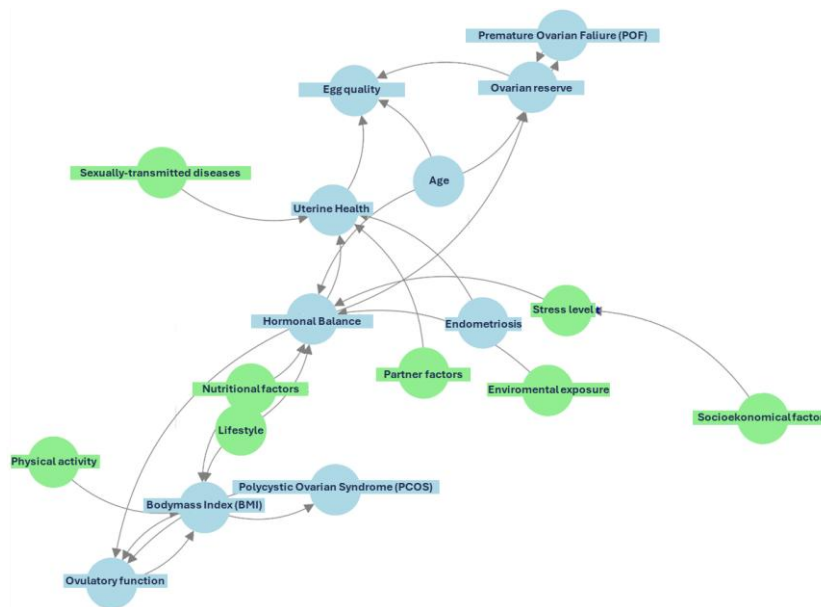 Premature Ovarian Faliure (POF)
Egg quality
Ovarian reserve
Sexually-transmitted diseases
Age
Uterine Health
Hormonal Balance
Endometriosis
Stress level
Nutritional factors
Partner factors
Enviromental exposure
Lifestyle
Socioekonomical factor
Physical activity
Polycystic Ovarian Syndrome (PCOS)
Bodymass Index (BMI)
Ovulatory function